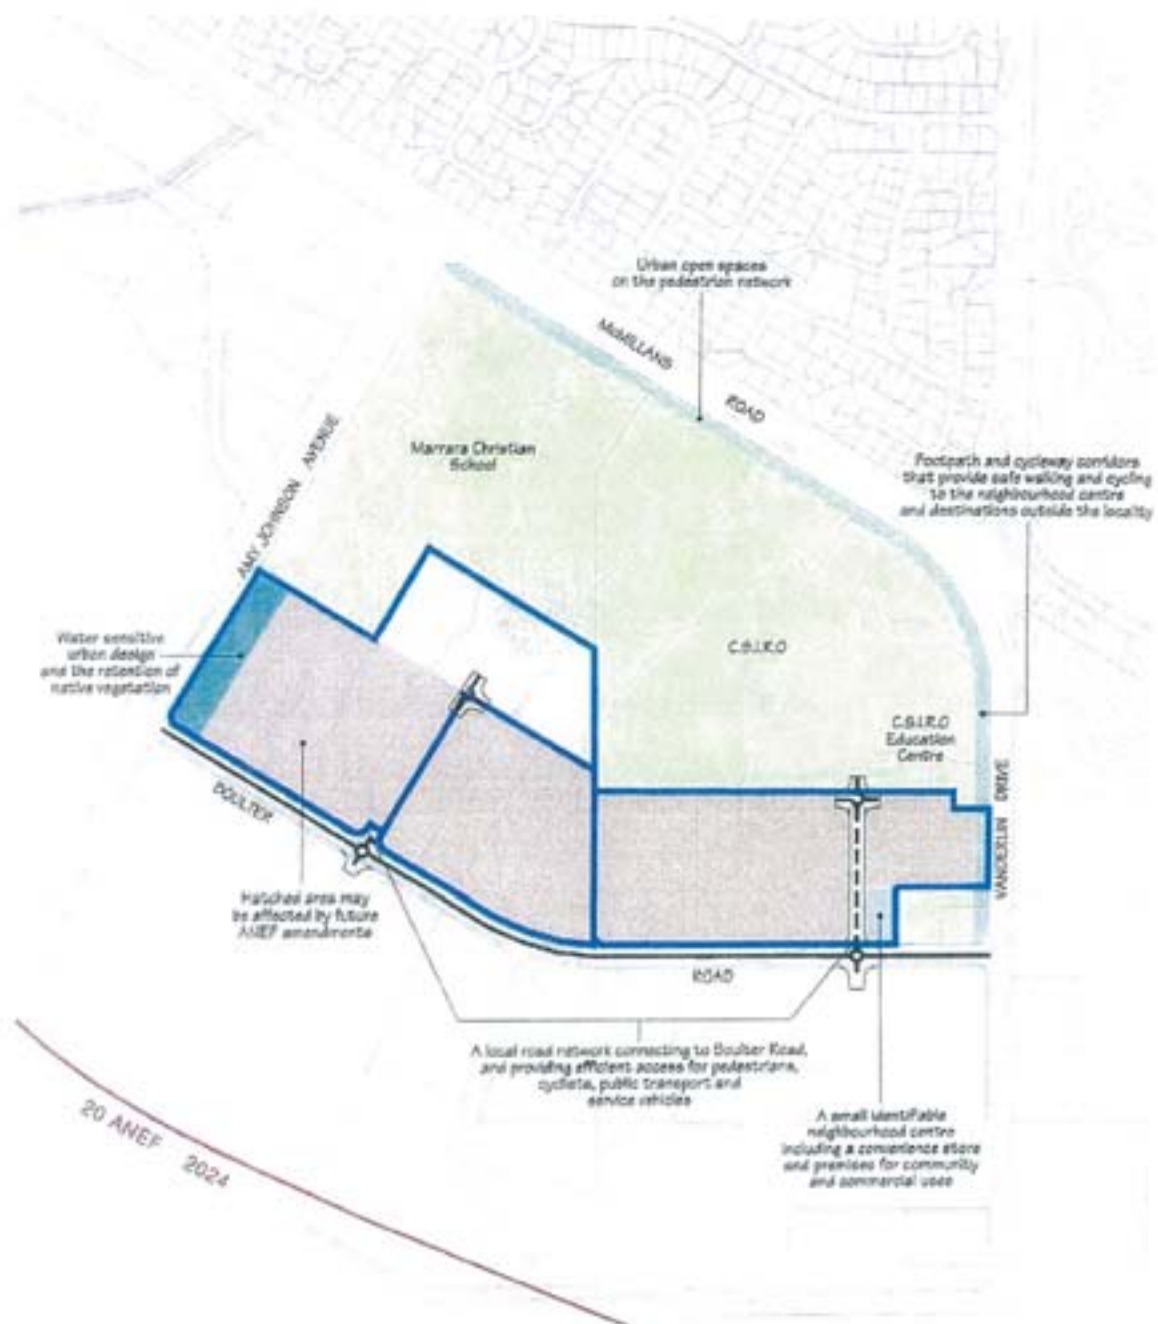 Urban open spaces
on the pedestrian network
McMILLANS
ROAD
Marrara Christian
School
AMY JOHNSON AVENUE
Footpath and cycleway corridors
that provide safe walking and cycling
to the neighbourhood centre
and destinations outside the locality
Water sensitive
urban design
and the retention of
native vegetation
C.S.I.R.O
C.S.I.R.O
Education
Centre
VANDERLIN DRIVE
BOULTER
Hatched area may
be affected by future
ANEF amendments
ROAD
A local road network connecting to Boulter Road,
and providing efficient access for pedestrians,
cyclists, public transport and
service vehicles
A small identifiable
neighbourhood centre
including a convenience store
and premises for community
and commercial uses
20 ANEF 2024